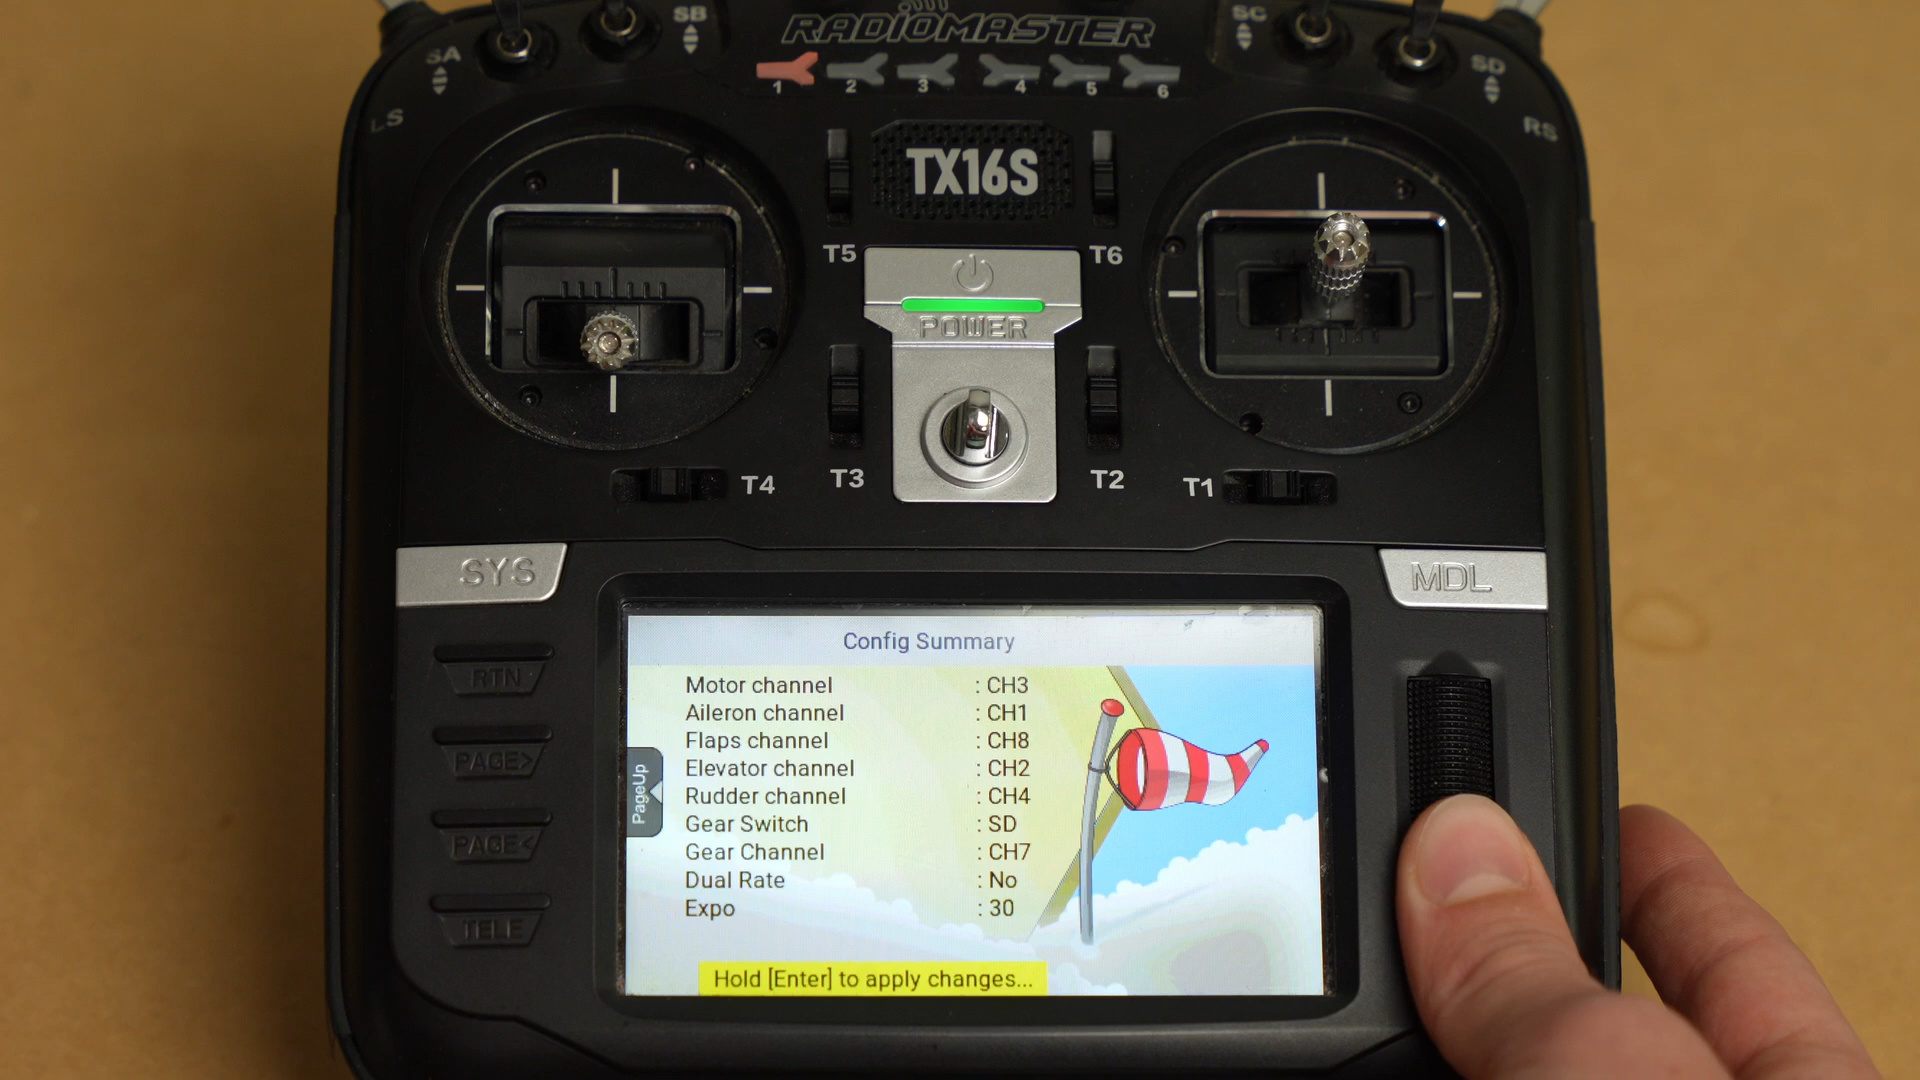 RADIOMASTER
SA
SB
SC
SD
LS
RS
1 2 3 4 5 6
TX16S
T5
T6
POWER
T4
T3
T2
T1
SYS
MDL
RTN
PAGE>
PAGE<
TELE
Config Summary
Motor channel : CH3
Aileron channel : CH1
Flaps channel : CH8
Elevator channel : CH2
Rudder channel : CH4
Gear Switch : SD
Gear Channel : CH7
Dual Rate : No
Expo : 30
PageUp
Hold [Enter] to apply changes...